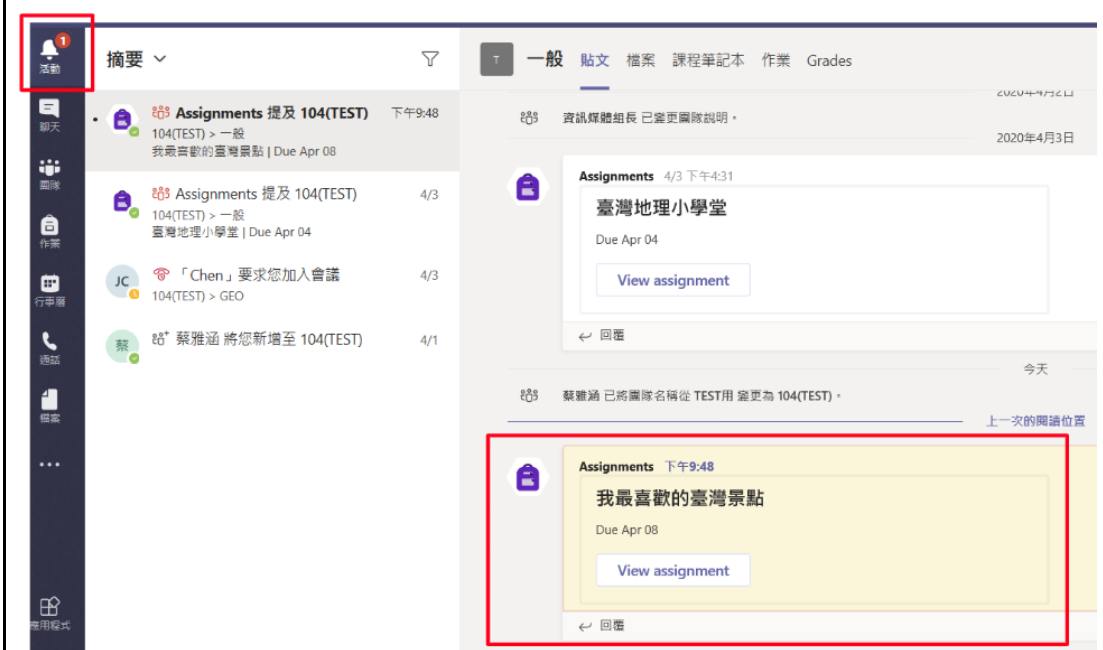 1
活動
聊天
團隊
作業
行事曆
通話
檔案
...
應用程式
摘要
Assignments 提及 104(TEST) 下午9:48
104(TEST) > 一般
我最喜歡的臺灣景點 | Due Apr 08
Assignments 提及 104(TEST) 4/3
104(TEST) > 一般
臺灣地理小學堂 | Due Apr 04
JC
「Chen」要求您加入會議 4/3
104(TEST) > GEO
蔡
蔡雅涵 將您新增至 104(TEST) 4/1
T 一般 貼文 檔案 課程筆記本 作業 Grades
2020年4月2日
資訊媒體組長 已變更團隊說明。
2020年4月3日
Assignments 4/3 下午4:31
臺灣地理小學堂
Due Apr 04
View assignment
回覆
今天
蔡雅涵 已將團隊名稱從 TEST用 變更為 104(TEST)。
上一次的閱讀位置
Assignments 下午9:48
我最喜歡的臺灣景點
Due Apr 08
View assignment
回覆